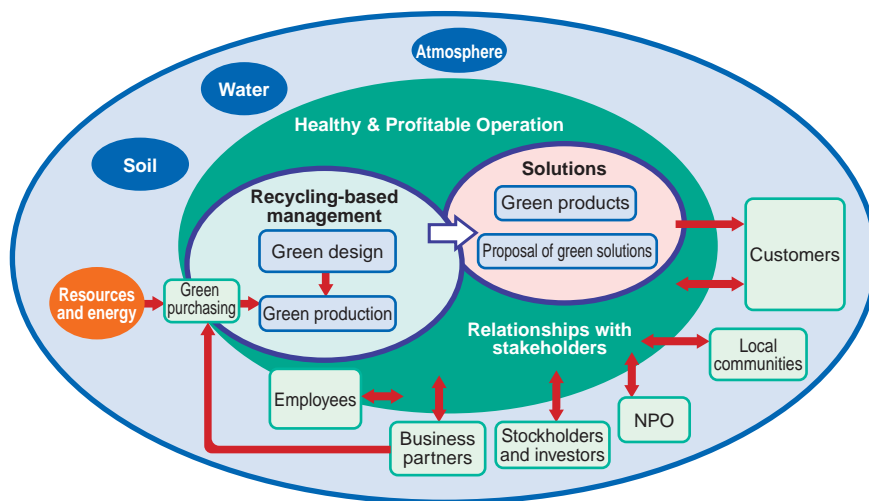 Atmosphere
Water
Soil
Healthy & Profitable Operation
Recycling-based
management
Green design
Green production
Solutions
Green products
Proposal of green solutions
Customers
Resources
and energy
Green
purchasing
Relationships with
stakeholders
Local
communities
Employees
Business
partners
Stockholders
and investors
NPO